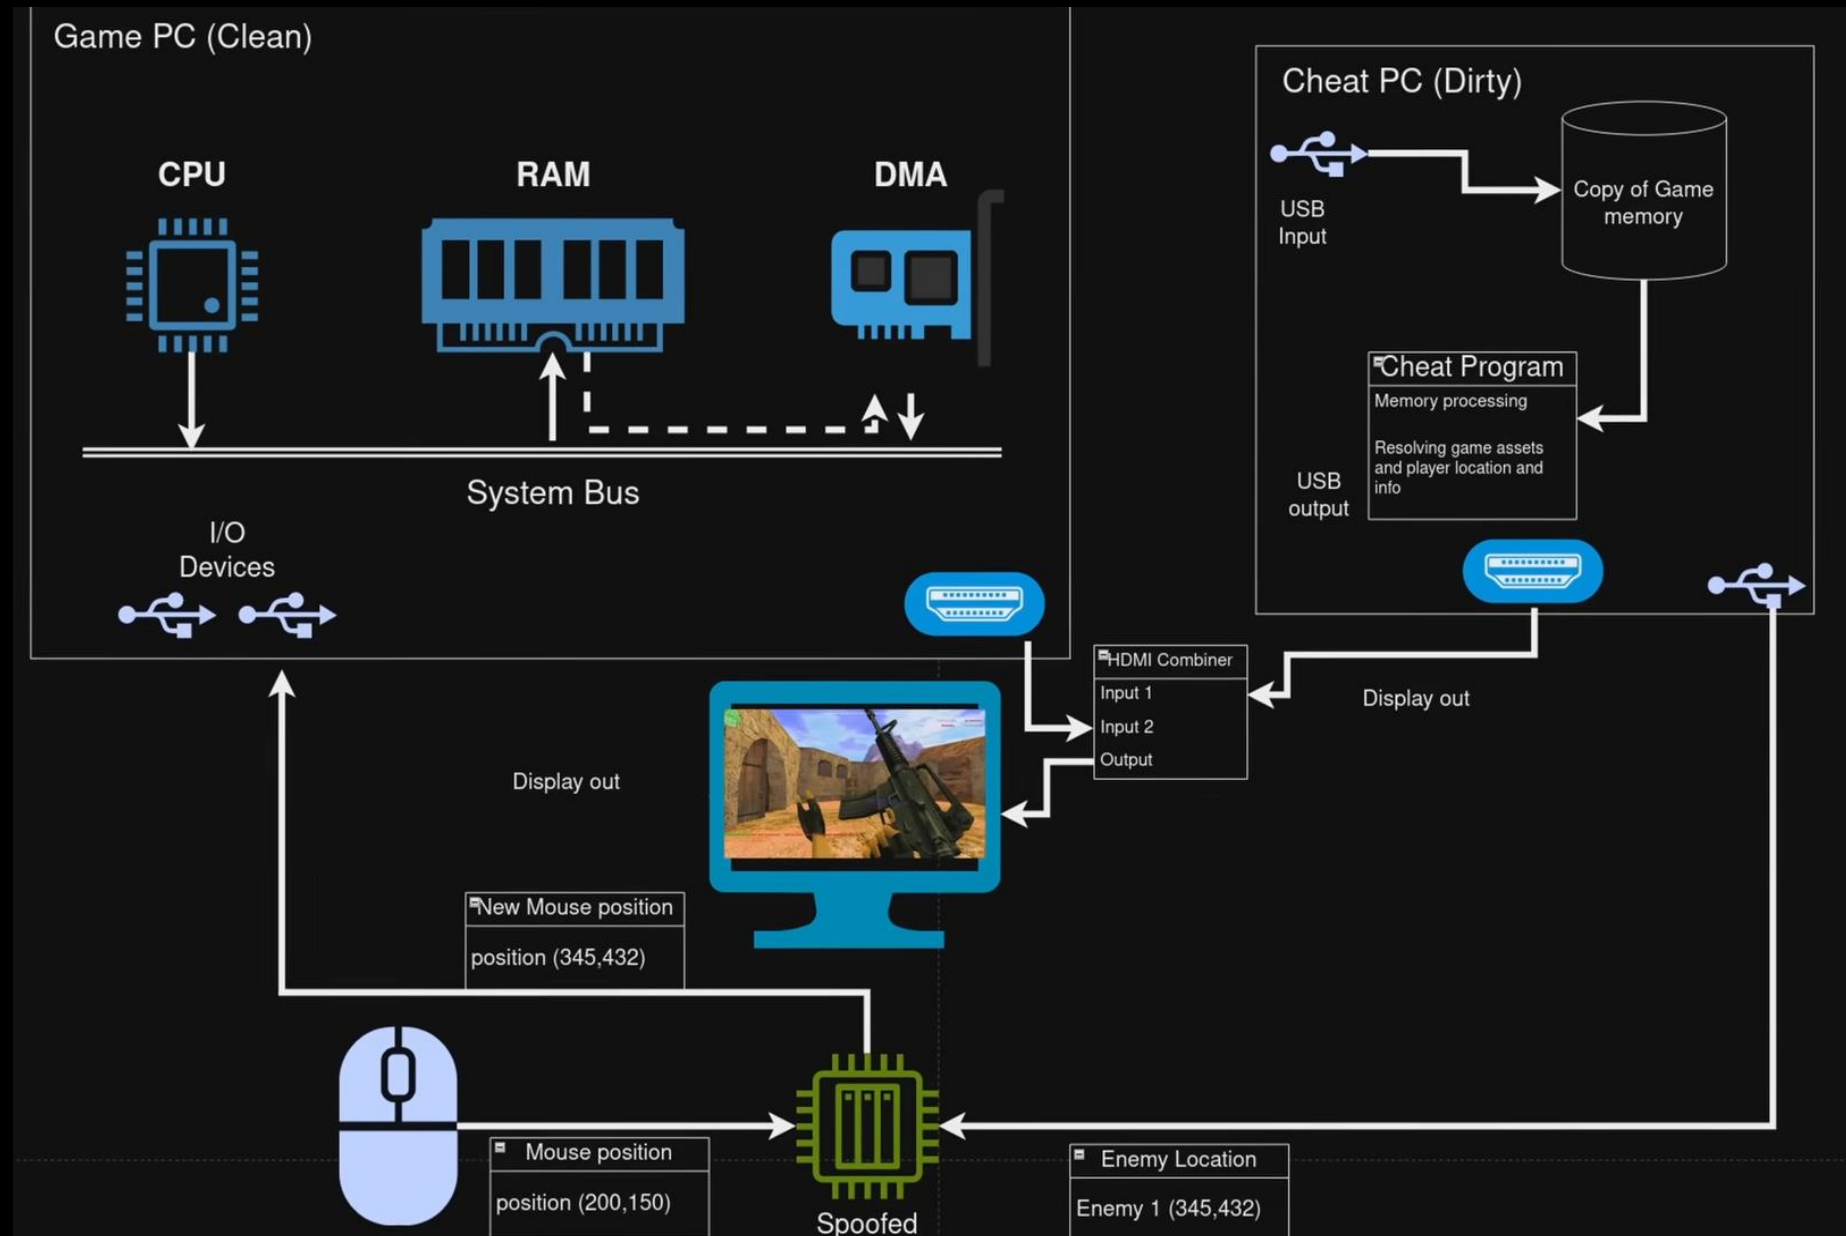 Game PC (Clean)
CPU
RAM
DMA
System Bus
I/O
Devices
Cheat PC (Dirty)
USB
Input
Copy of Game
memory
Cheat Program
Memory processing
Resolving game assets
and player location and
info
USB
output
HDMI Combiner
Input 1
Input 2
Output
Display out
Display out
New Mouse position
position (345,432)
Mouse position
position (200,150)
Spoofed
Enemy Location
Enemy 1 (345,432)